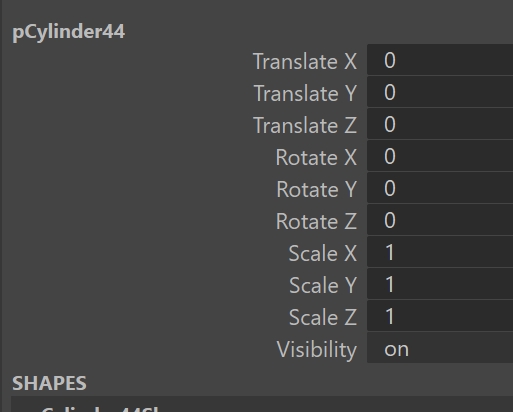 pCylinder44
Translate X 0
Translate Y 0
Translate Z 0
Rotate X 0
Rotate Y 0
Rotate Z 0
Scale X 1
Scale Y 1
Scale Z 1
Visibility on
SHAPES